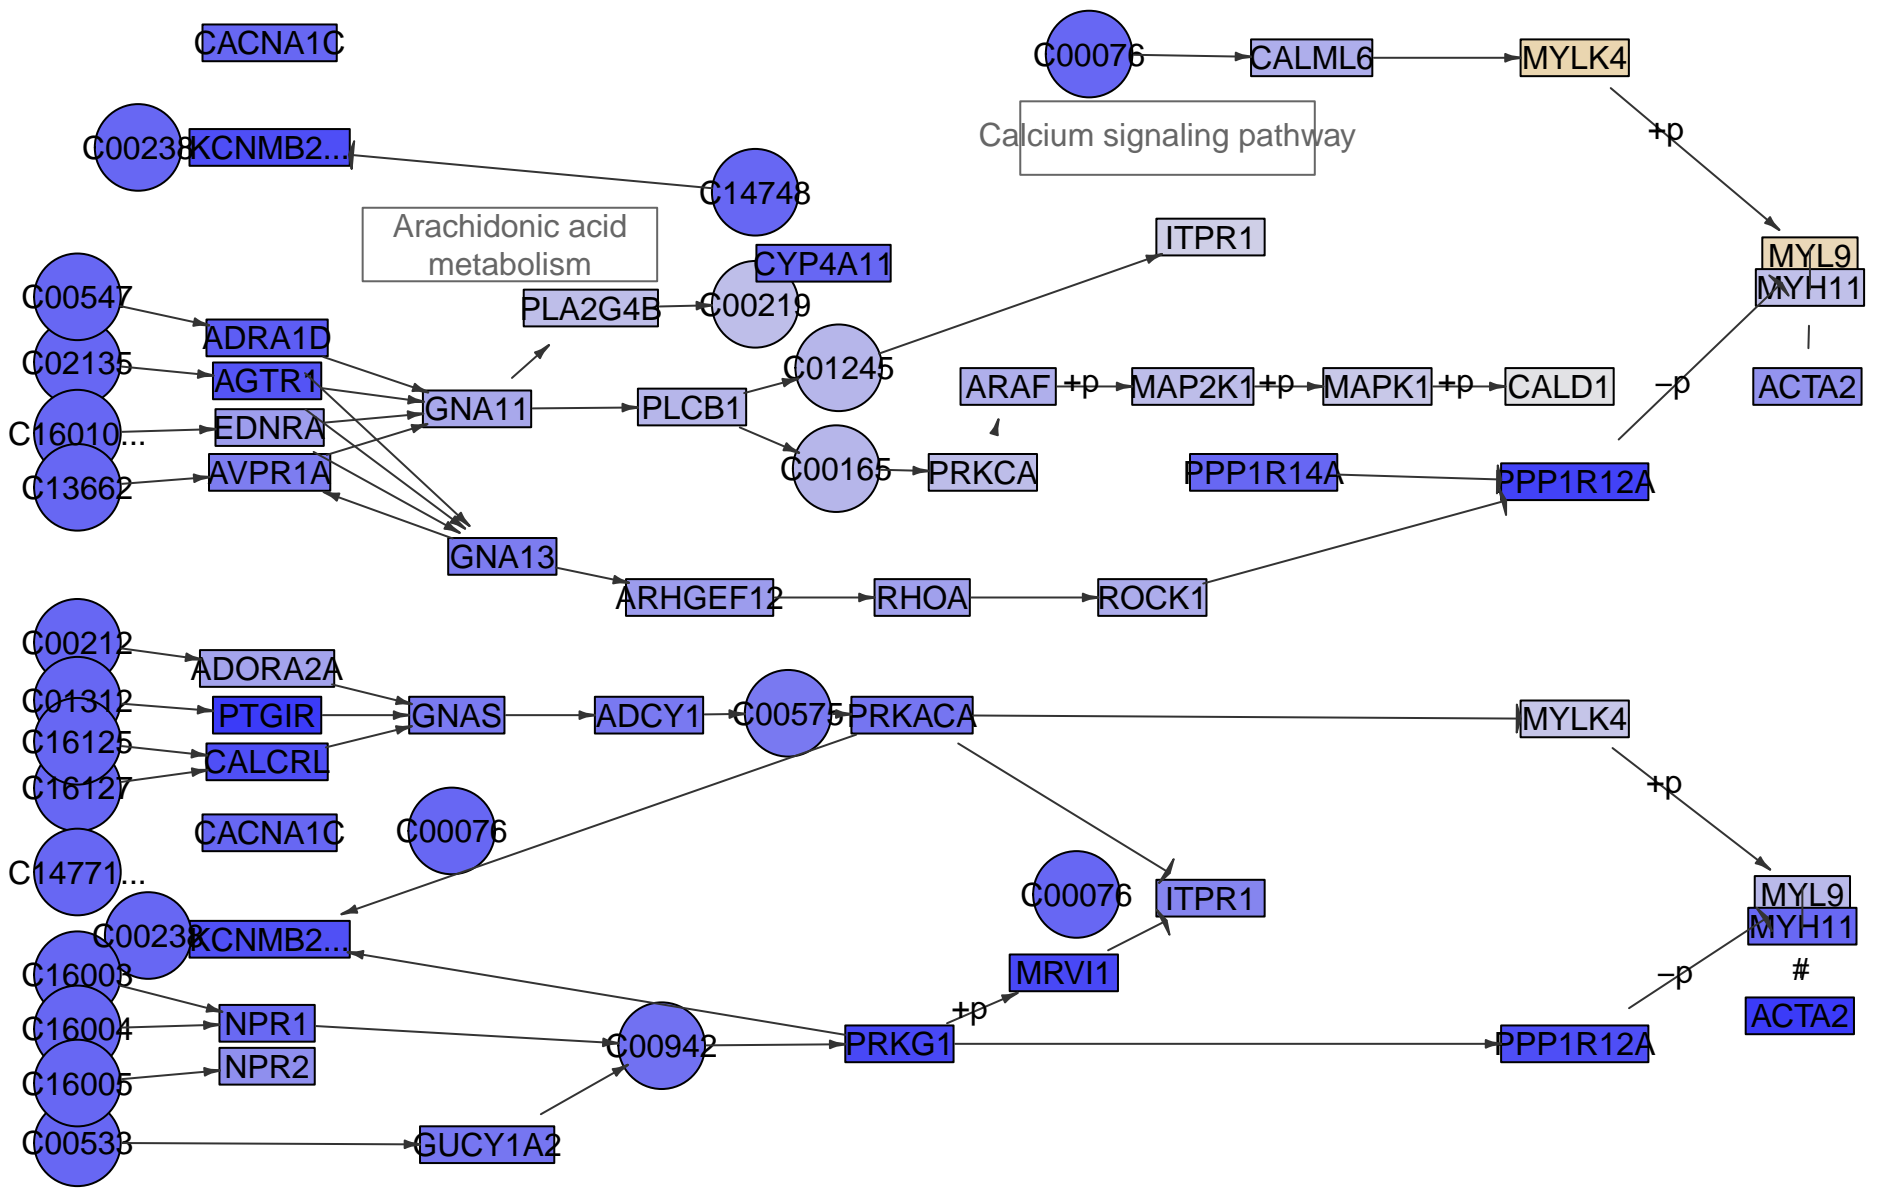 CACNA1C
C00076
CALML6
MYLK4
Calcium signaling pathway
+p
C00238
KCNMB2...
C14748
Arachidonic acid
metabolism
ITPR1
MYL9
MYH11
CYP4A11
C00547
PLA2G4B
C00219
ADRA1D
C02135
AGTR1
C01245
ARAF
+p
MAP2K1
+p
MAPK1
+p
CALD1
–p
ACTA2
GNA11
PLCB1
C16010...
EDNRA
AVPR1A
C13662
C00165
PRKCA
PPP1R14A
PPP1R12A
GNA13
ARHGEF12
RHOA
ROCK1
C00212
ADORA2A
C01312
PTGIR
GNAS
ADCY1
C00575
PRKACA
MYLK4
C16125
CALCRL
C16127
+p
CACNA1C
C00076
C14771...
C00076
ITPR1
MYL9
MYH11
C00238
KCNMB2...
C16003
MRVI1
–p
#
+p
C16004
NPR1
ACTA2
C00942
PRKG1
PPP1R12A
NPR2
C16005
C00533
GUCY1A2